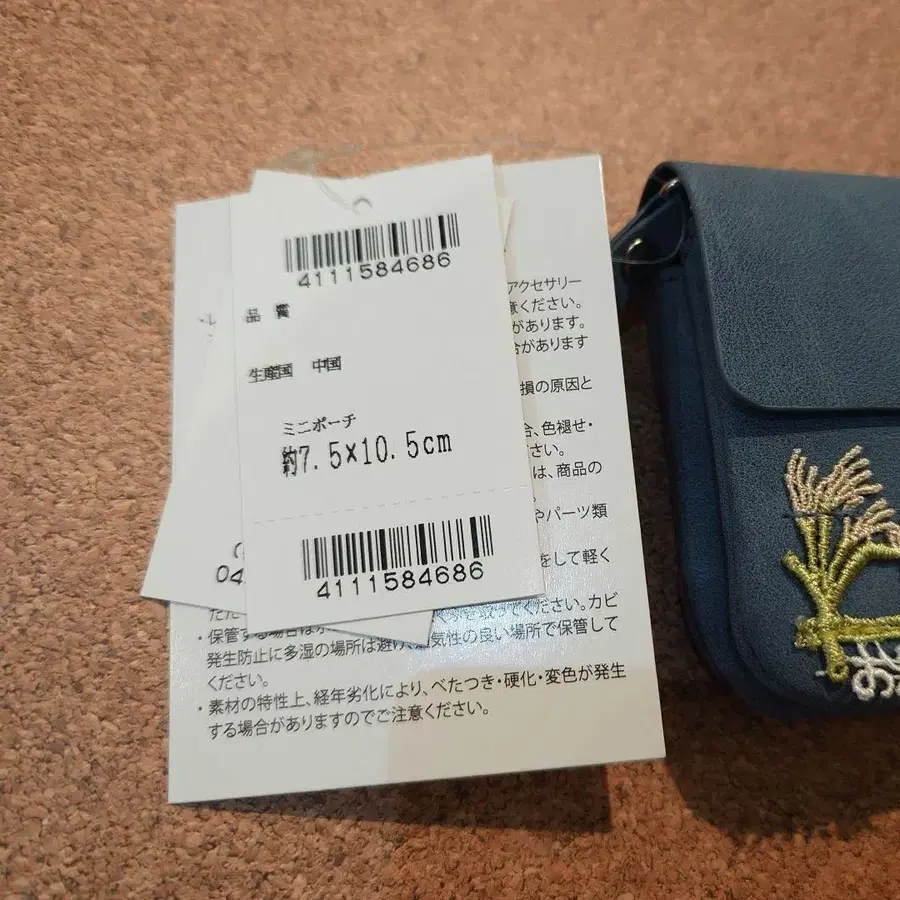 4111584686
品 質
生産国 中国
ミニポーチ
約7.5×10.5cm
4111584686
04
アクセサリー
ください。
があります。
があります
損の原因と
色褪せ・
さい。
は、商品の
やパーツ類
をして軽く
ください。カビ
・保管する場合は
発生防止に多湿の場所は避け、
気性の良い場所で保管して
ください。
・素材の特性上、経年劣化により、べたつき・硬化・変色が発生
する場合がありますのでご注意ください。